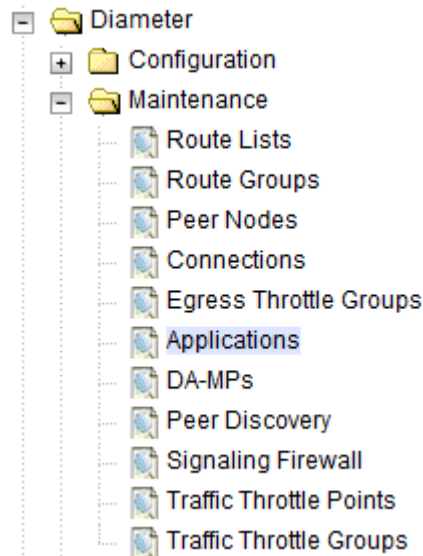 Diameter
Configuration
Maintenance
Route Lists
Route Groups
Peer Nodes
Connections
Egress Throttle Groups
Applications
DA-MPs
Peer Discovery
Signaling Firewall
Traffic Throttle Points
Traffic Throttle Groups